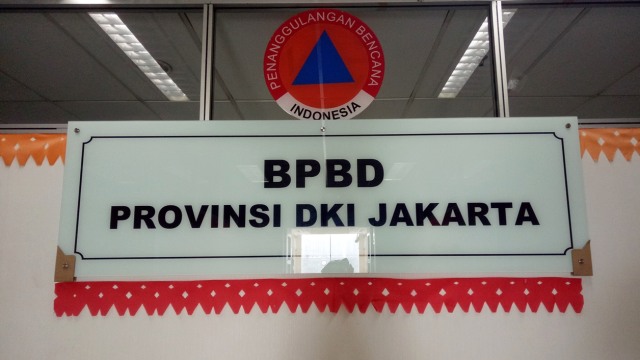 PENANGGULANGAN BENCANA
INDONESIA
BPBD
PROVINSI DKI JAKARTA